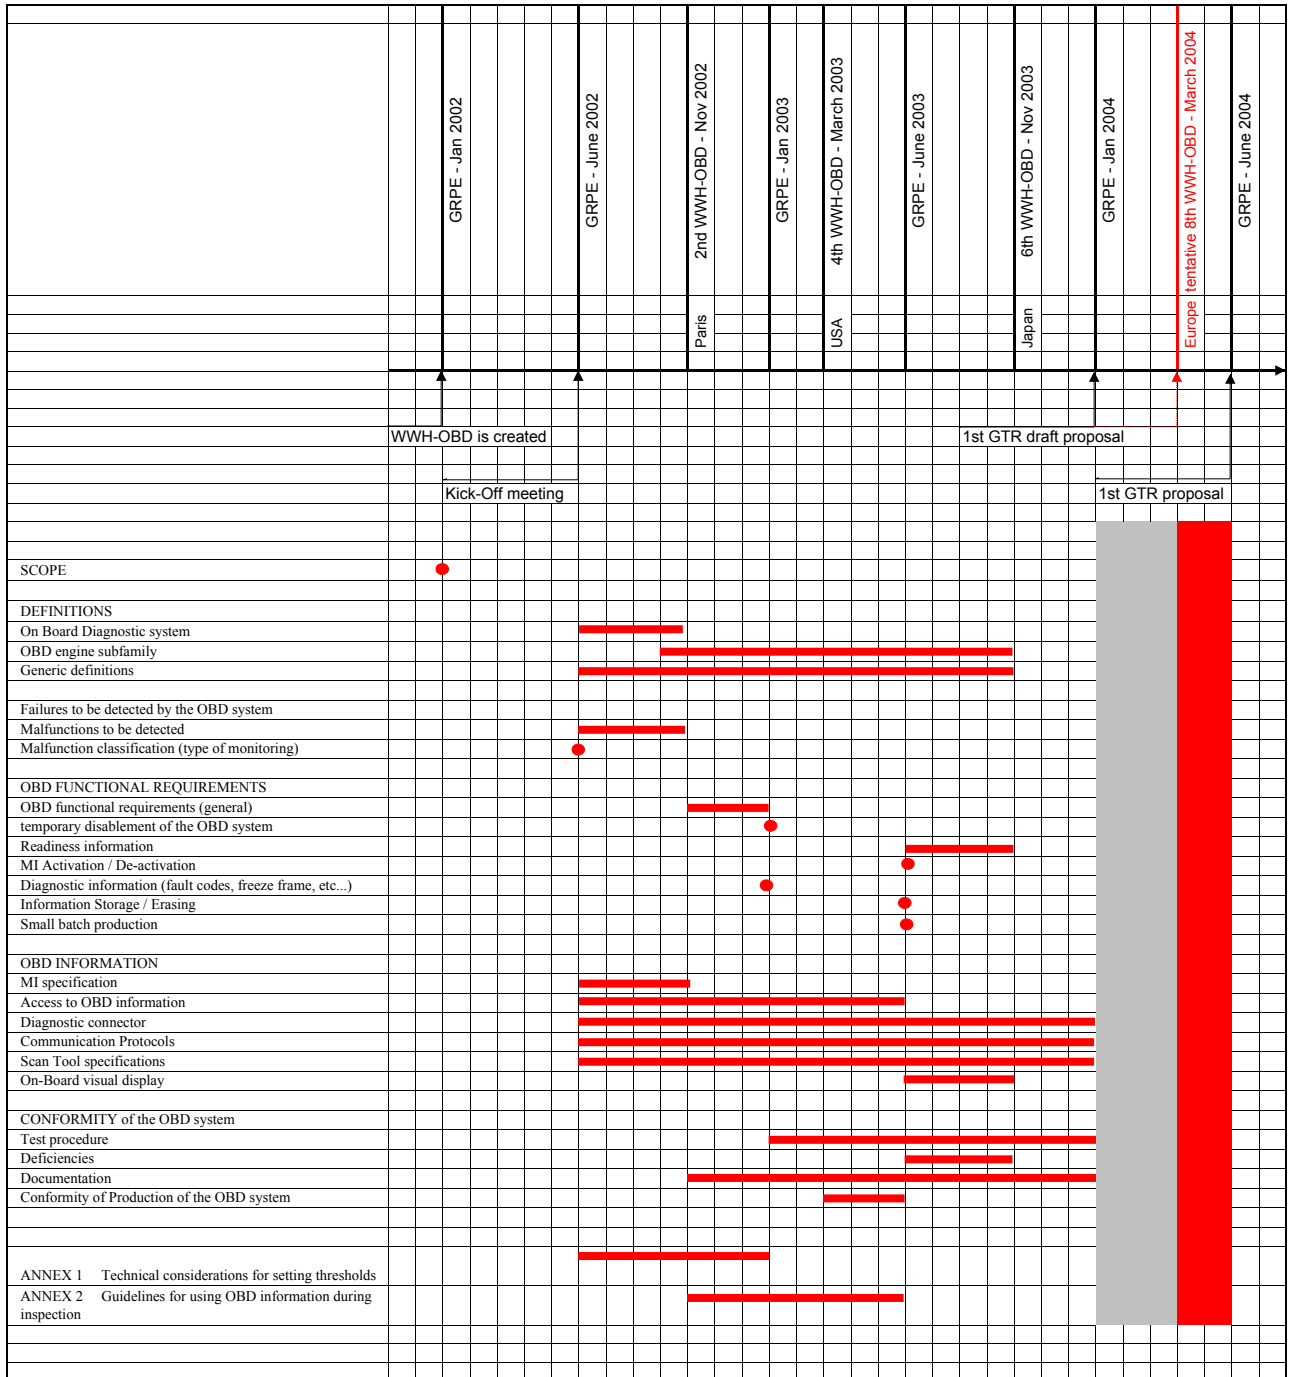 GRPE - Jan 2002
GRPE - June 2002
Paris 2nd WWH-OBD - Nov 2002
GRPE - Jan 2003
USA 4th WWH-OBD - March 2003
GRPE - June 2003
Japan 6th WWH-OBD - Nov 2003
GRPE - Jan 2004
Europe tentative 8th WWH-OBD - March 2004
GRPE - June 2004
WWH-OBD is created
1st GTR draft proposal
Kick-Off meeting
1st GTR proposal
SCOPE
DEFINITIONS
On Board Diagnostic system
OBD engine subfamily
Generic definitions
Failures to be detected by the OBD system
Malfunctions to be detected
Malfunction classification (type of monitoring)
OBD FUNCTIONAL REQUIREMENTS
OBD functional requirements (general)
temporary disablement of the OBD system
Readiness information
MI Activation / De-activation
Diagnostic information (fault codes, freeze frame, etc...)
Information Storage / Erasing
Small batch production
OBD INFORMATION
MI specification
Access to OBD information
Diagnostic connector
Communication Protocols
Scan Tool specifications
On-Board visual display
CONFORMITY of the OBD system
Test procedure
Deficiencies
Documentation
Conformity of Production of the OBD system
ANNEX 1 Technical considerations for setting thresholds
ANNEX 2 Guidelines for using OBD information during
inspection